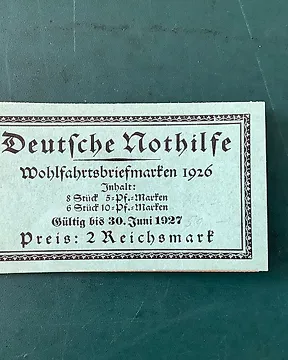 Deutsche Nothilfe
Wohlfahrtsbriefmarken 1926
Inhalt:
8 Stück 5=Pf.=Marken
6 Stück 10=Pf.=Marken
Gültig bis 30. Juni 1927
Preis: 2 Reichsmark